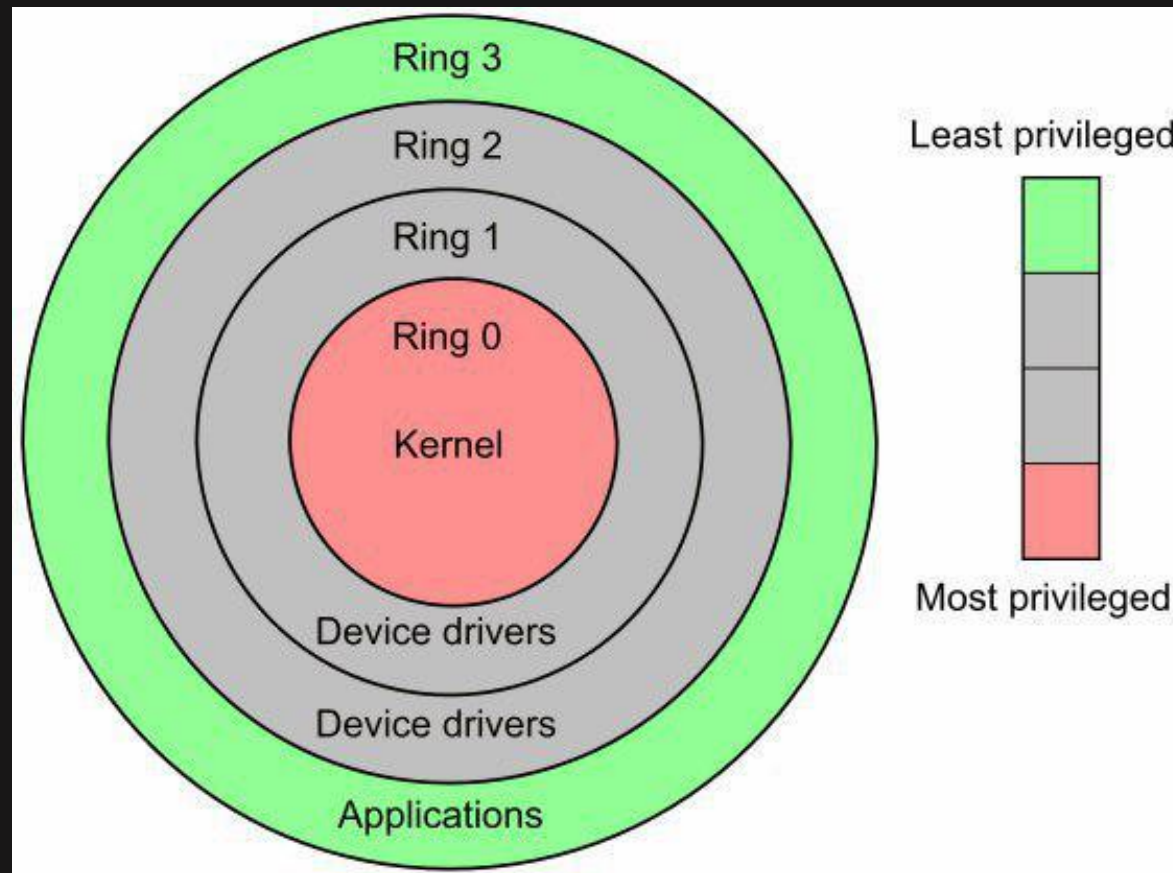 Ring 3
Ring 2
Ring 1
Ring 0
Kernel
Device drivers
Device drivers
Applications
Least privileged
Most privileged